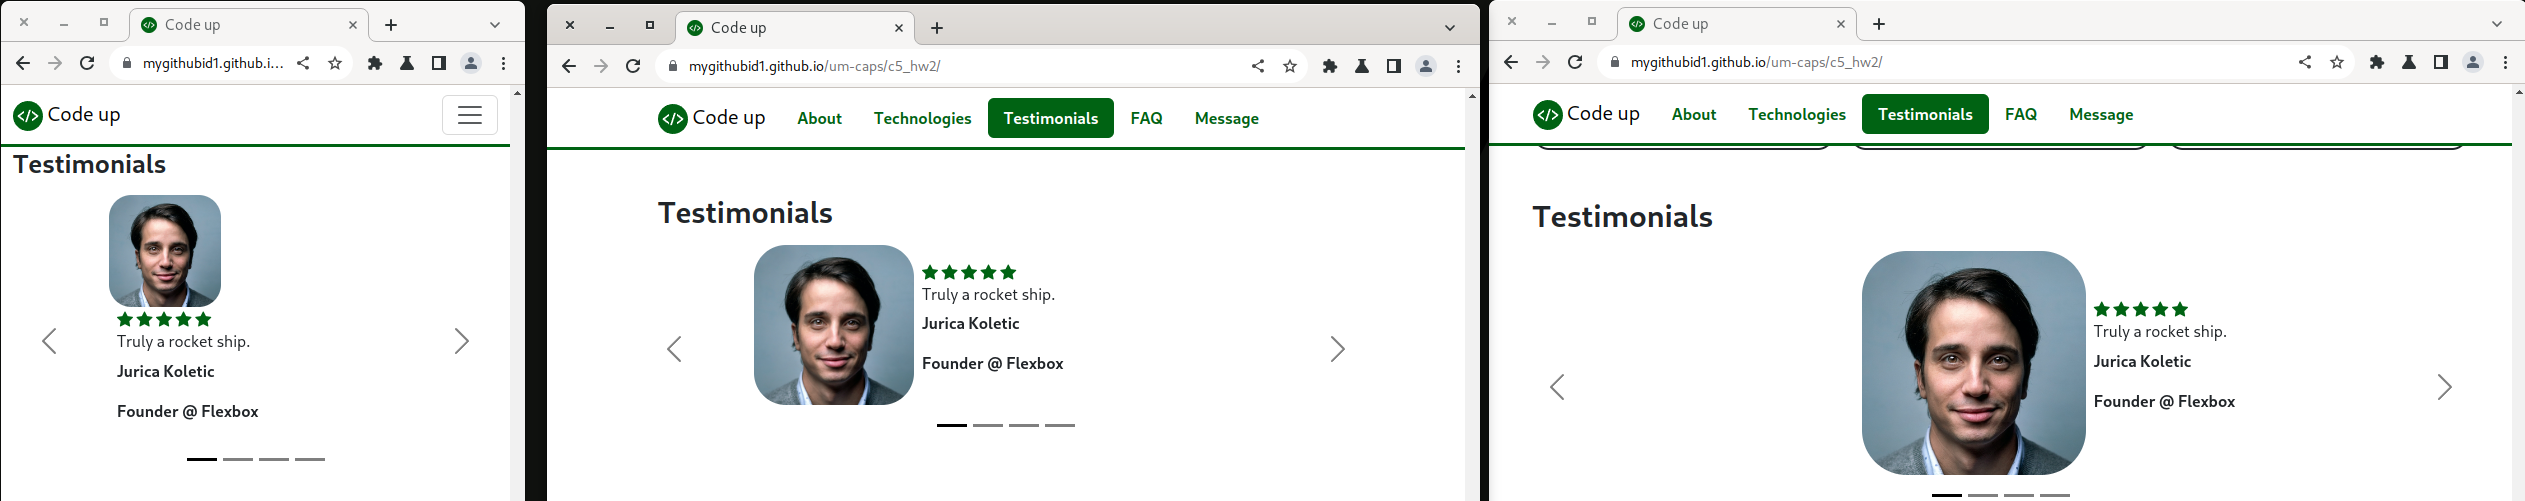 Code up
mygithubid1.github.i...
</> Code up
Testimonials
Truly a rocket ship.
Jurica Koletic
Founder @ Flexbox
Code up
mygithubid1.github.io/um-caps/c5_hw2/
</> Code up About Technologies Testimonials FAQ Message
Testimonials
Truly a rocket ship.
Jurica Koletic
Founder @ Flexbox
Code up
mygithubid1.github.io/um-caps/c5_hw2/
</> Code up About Technologies Testimonials FAQ Message
Testimonials
Truly a rocket ship.
Jurica Koletic
Founder @ Flexbox